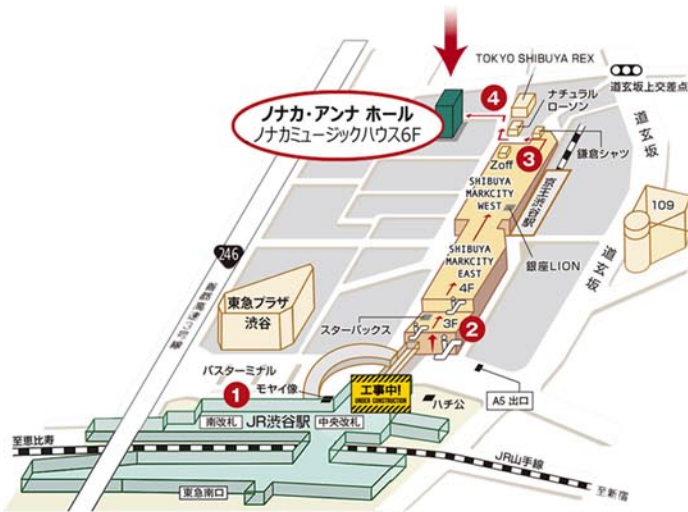 TOKYO SHIBUYA REX
道玄坂上交差点
4
ナチュラル
ローソン
ノナカ・アンナ ホール
ノナカミュージックハウス6F
道玄坂
鎌倉シャツ
3
Zoff
SHIBUYA
MARKCITY
WEST
京王渋谷駅
109
道玄坂
246
SHIBUYA
MARKCITY
EAST
銀座LION
4F
東急プラザ
渋谷
スターバックス
3F
2
バスターミナル
1
モヤイ像
工事中!
UNDER CONSTRUCTION
ハチ公
A5 出口
南改札
JR渋谷駅
中央改札
至恵比寿
JR山手線
東急南口
至新宿